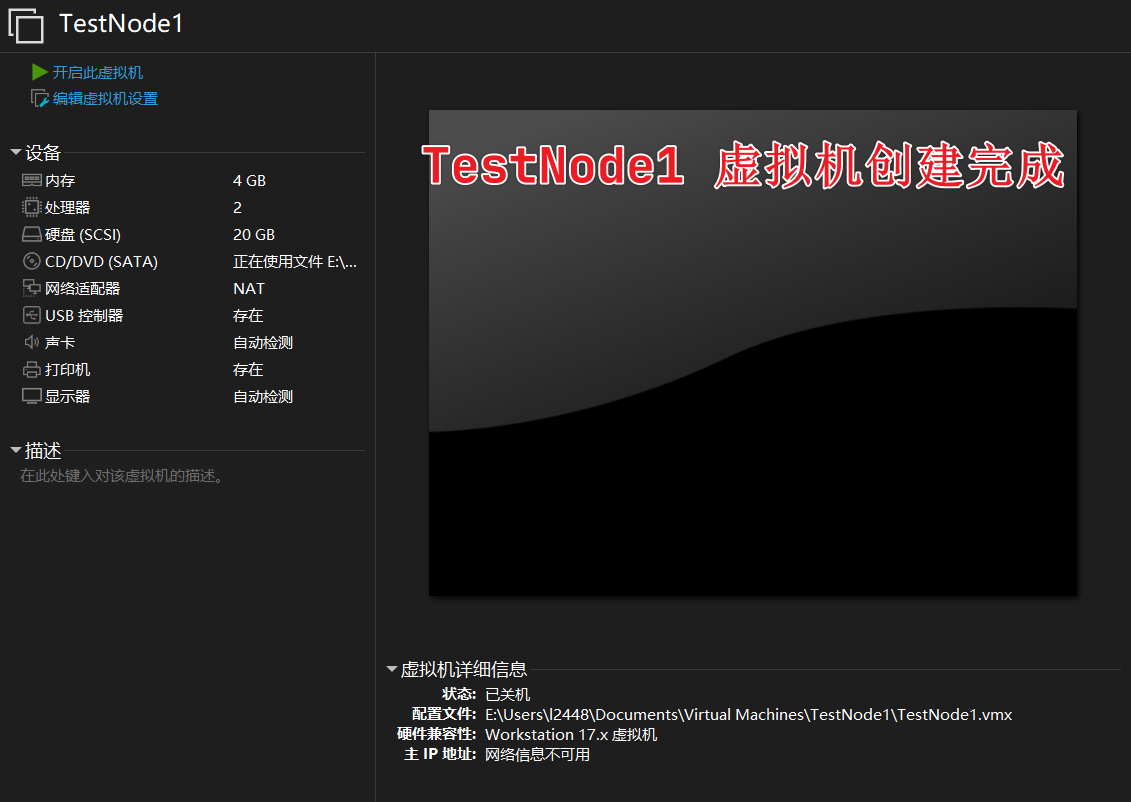 TestNode1
开启此虚拟机
编辑虚拟机设置
设备
内存 4 GB
处理器 2
硬盘 (SCSI) 20 GB
CD/DVD (SATA) 正在使用文件 E:\...
网络适配器 NAT
USB 控制器 存在
声卡 自动检测
打印机 存在
显示器 自动检测
描述
在此处键入对该虚拟机的描述。
TestNode1 虚拟机创建完成
虚拟机详细信息
状态: 已关机
配置文件: E:\Users\l2448\Documents\Virtual Machines\TestNode1\TestNode1.vmx
硬件兼容性: Workstation 17.x 虚拟机
主 IP 地址: 网络信息不可用